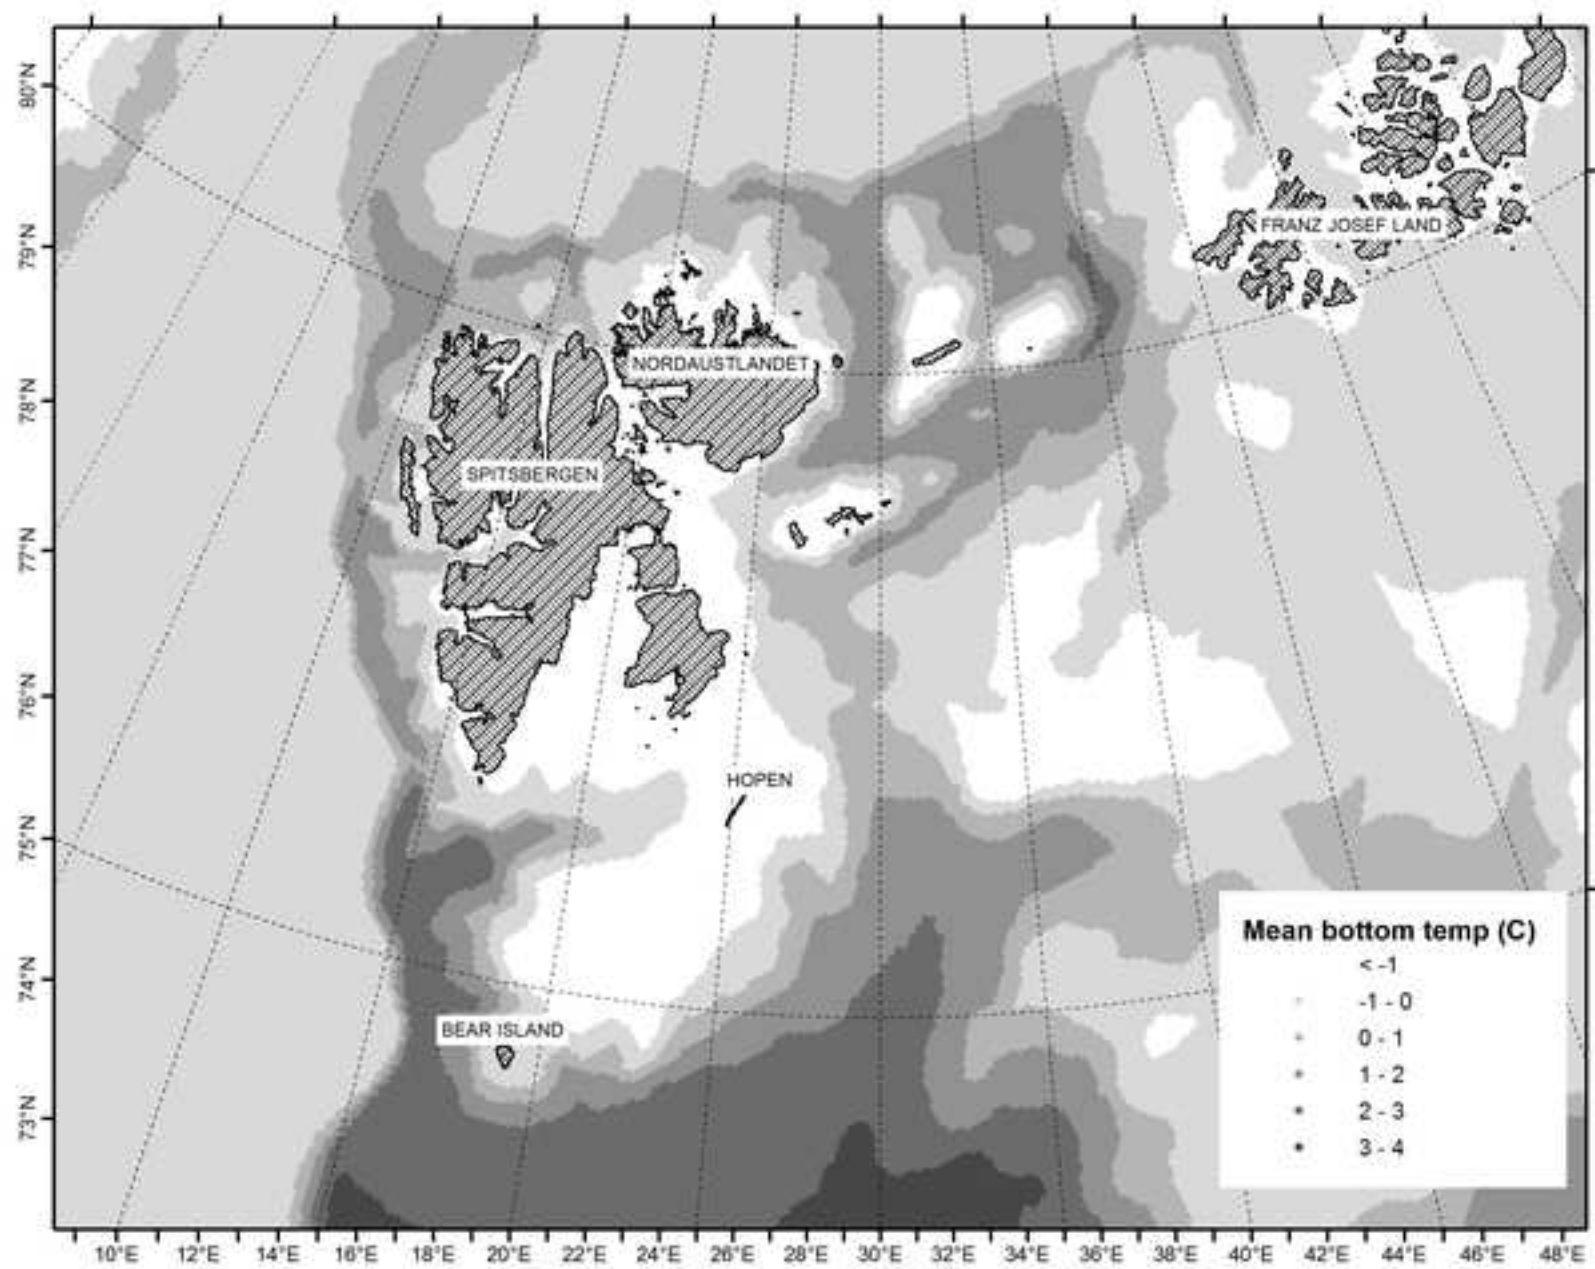 80°N
79°N
78°N
77°N
76°N
75°N
74°N
73°N
FRANZ JOSEF LAND
NORDAUSTLANDET
SPITSBERGEN
HOPEN
BEAR ISLAND
Mean bottom temp (C)
< -1
-1 - 0
0 - 1
1 - 2
2 - 3
3 - 4
10°E 12°E 14°E 16°E 18°E 20°E 22°E 24°E 26°E 28°E 30°E 32°E 34°E 36°E 38°E 40°E 42°E 44°E 46°E 48°E